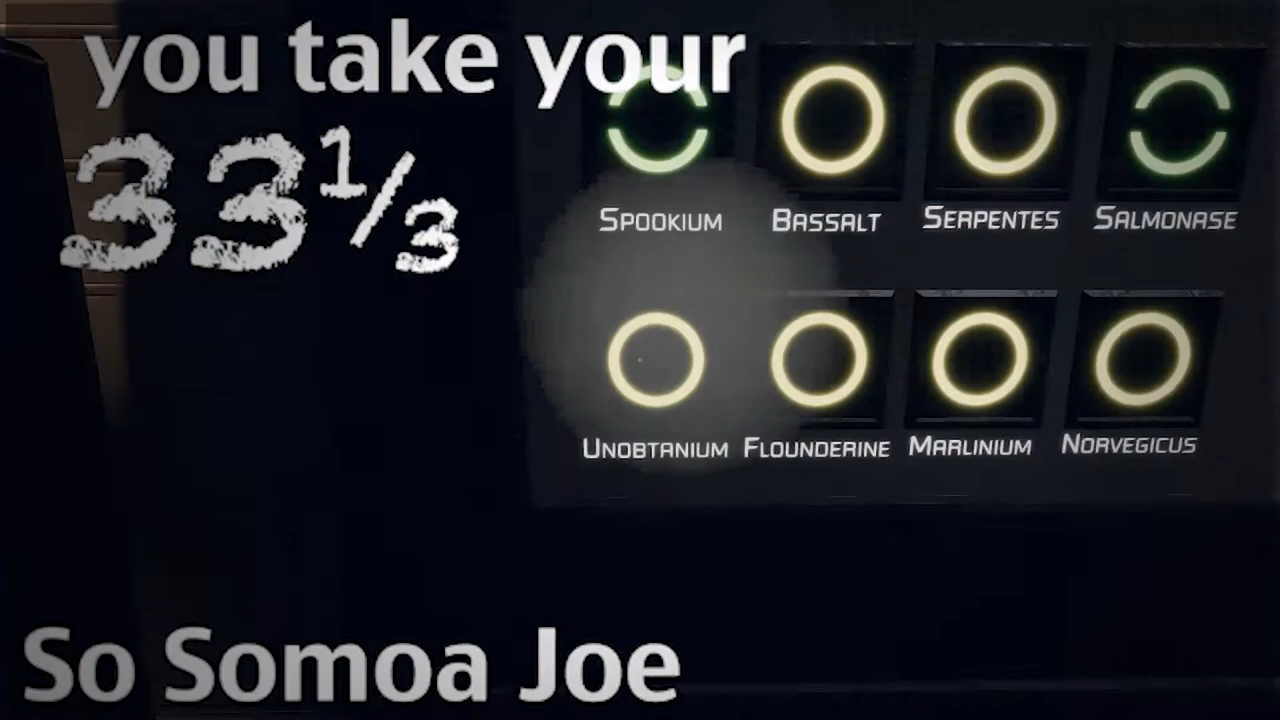 you take your
33 1/3
SPOOKIUM BASSALT SERPENTES SALMONASE
UNOBTANIUM FLOUNDERINE MARLINIUM NORVEGICUS
So Somoa Joe